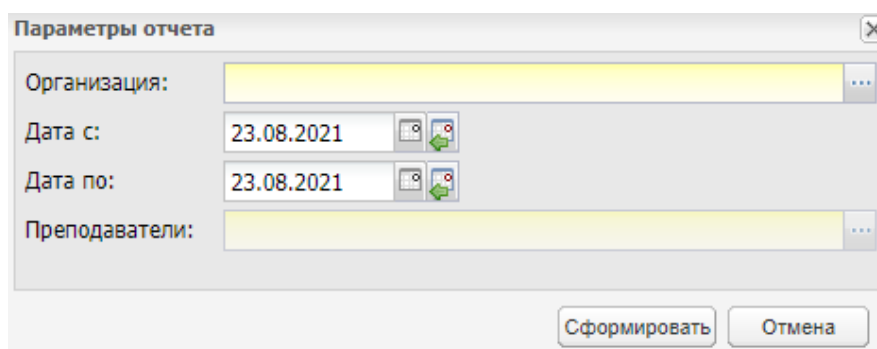 Параметры отчета
Организация:
Дата с: 23.08.2021
Дата по: 23.08.2021
Преподаватели:
Сформировать Отмена